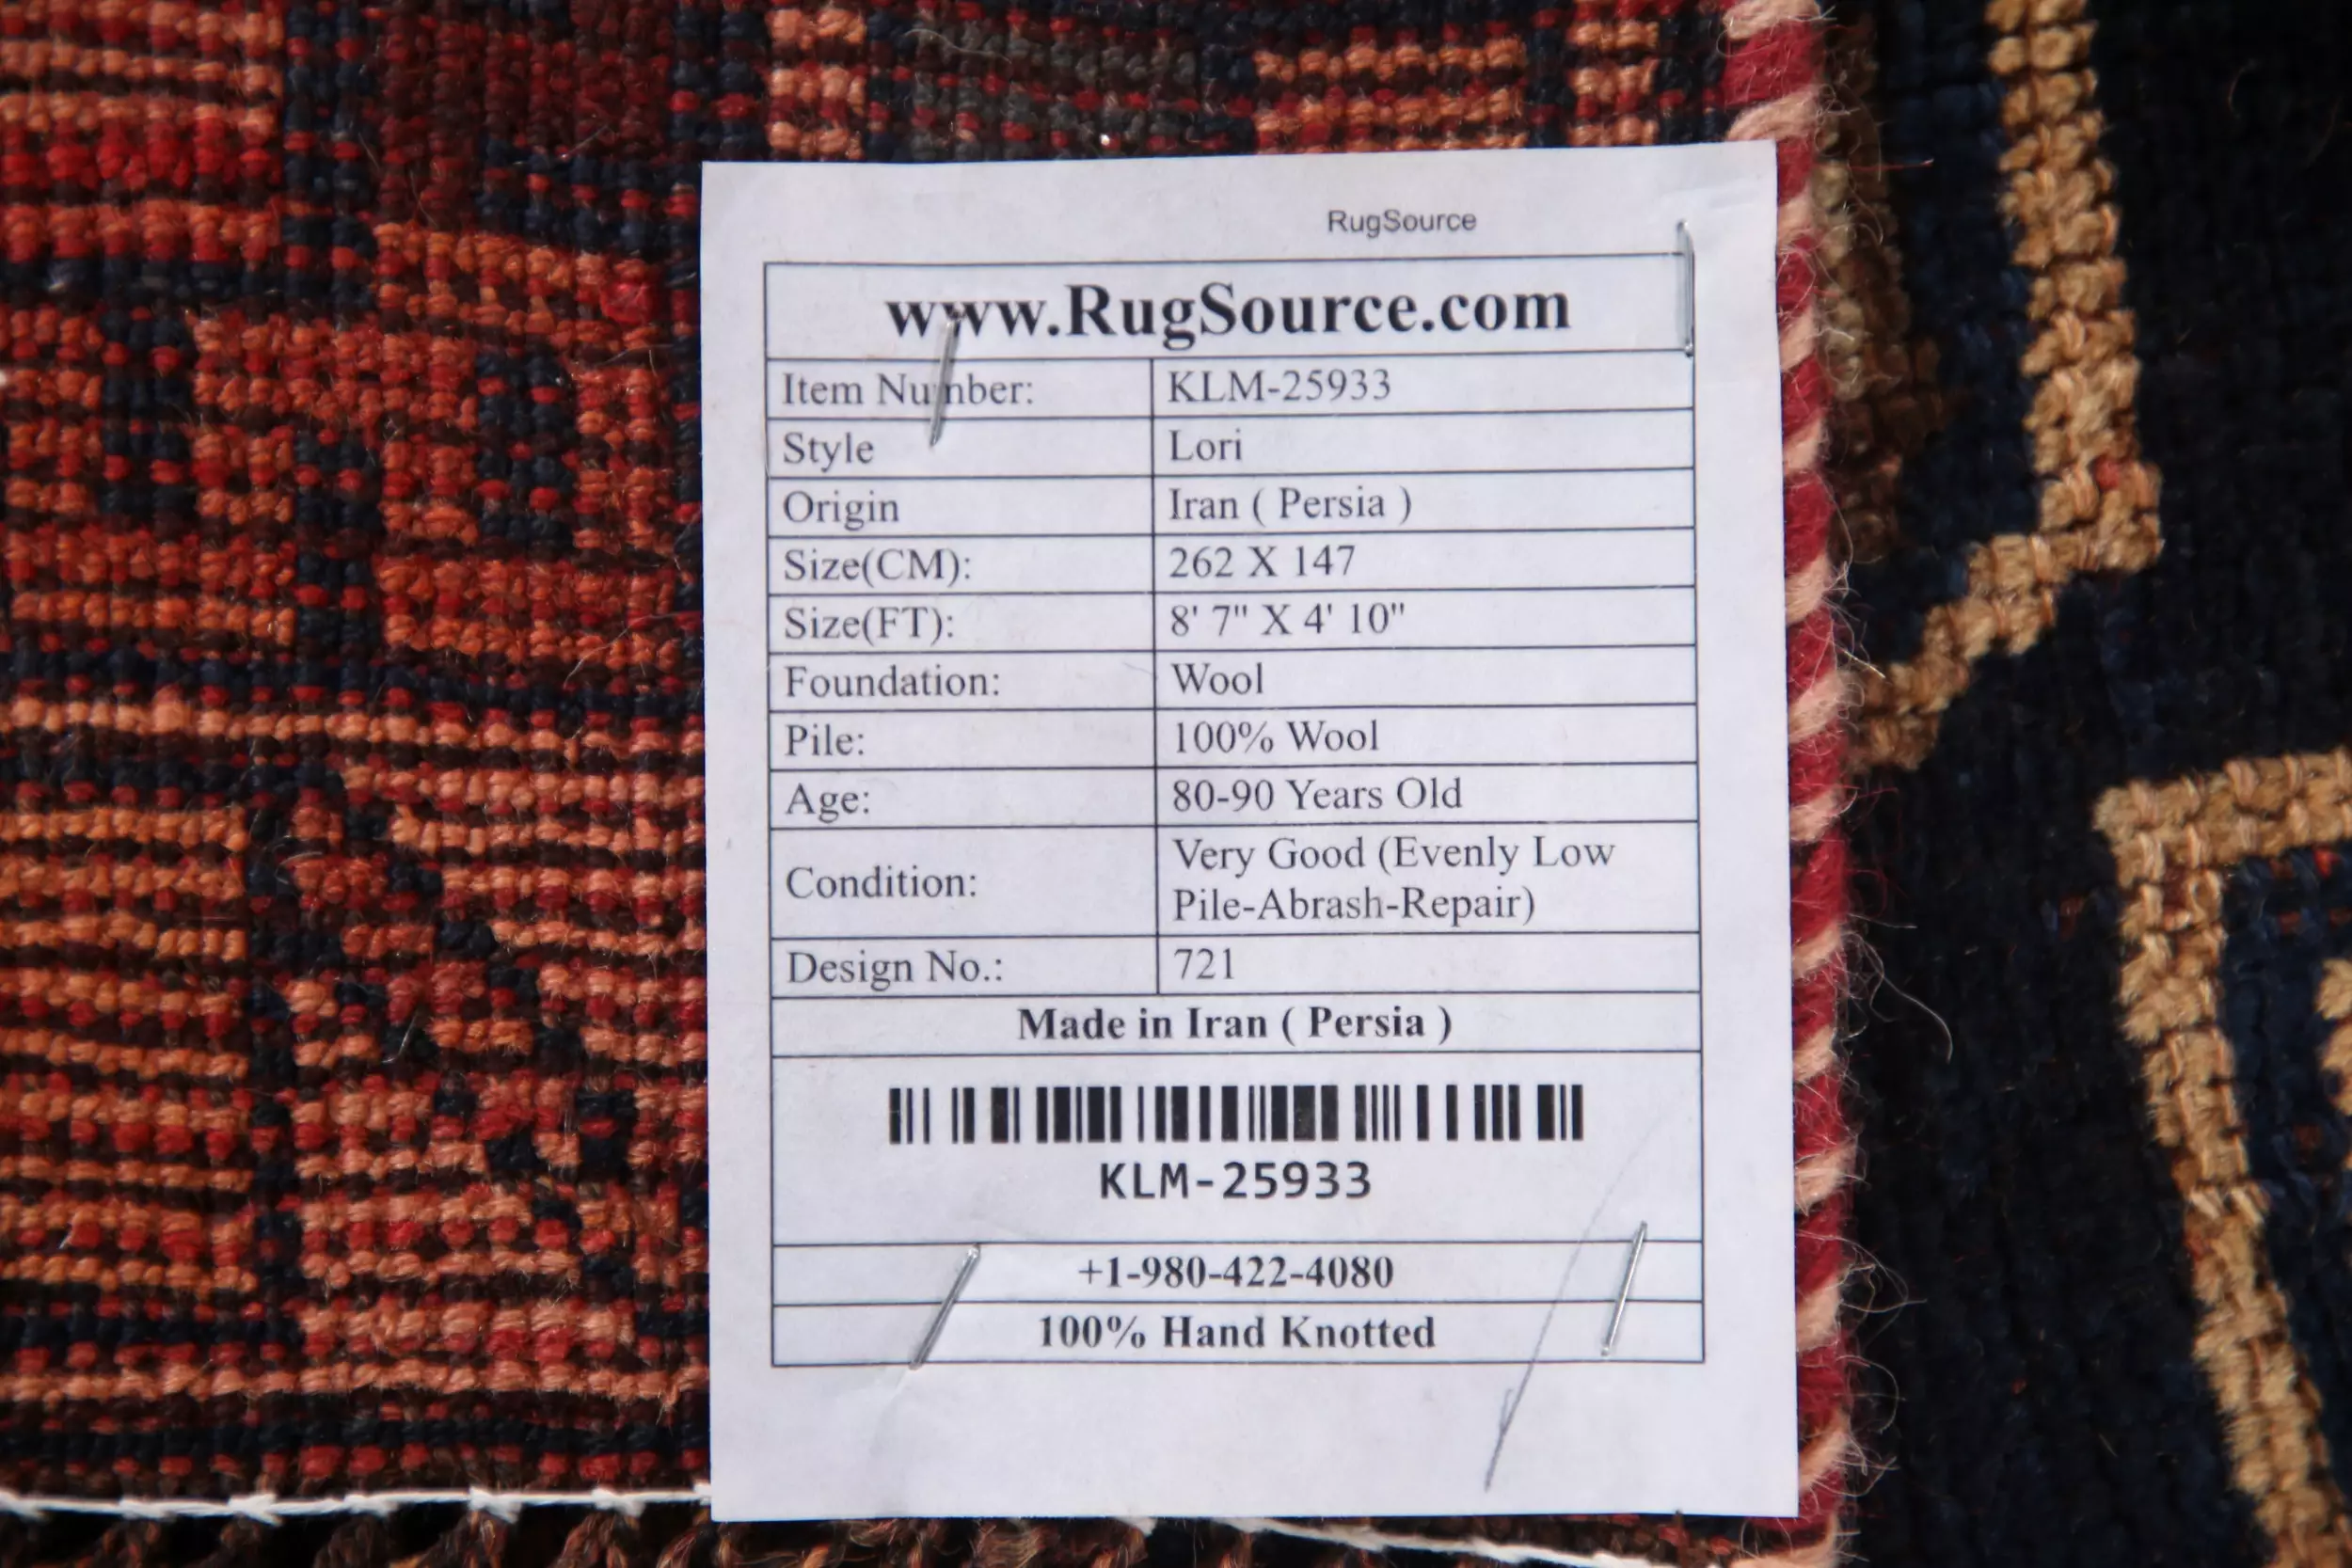 RugSource
www.RugSource.com
Item Number: KLM-25933
Style Lori
Origin Iran ( Persia )
Size(CM): 262 X 147
Size(FT): 8' 7" X 4' 10"
Foundation: Wool
Pile: 100% Wool
Age: 80-90 Years Old
Condition: Very Good (Evenly Low
Pile-Abrash-Repair)
Design No.: 721
Made in Iran ( Persia )
KLM-25933
+1-980-422-4080
100% Hand Knotted